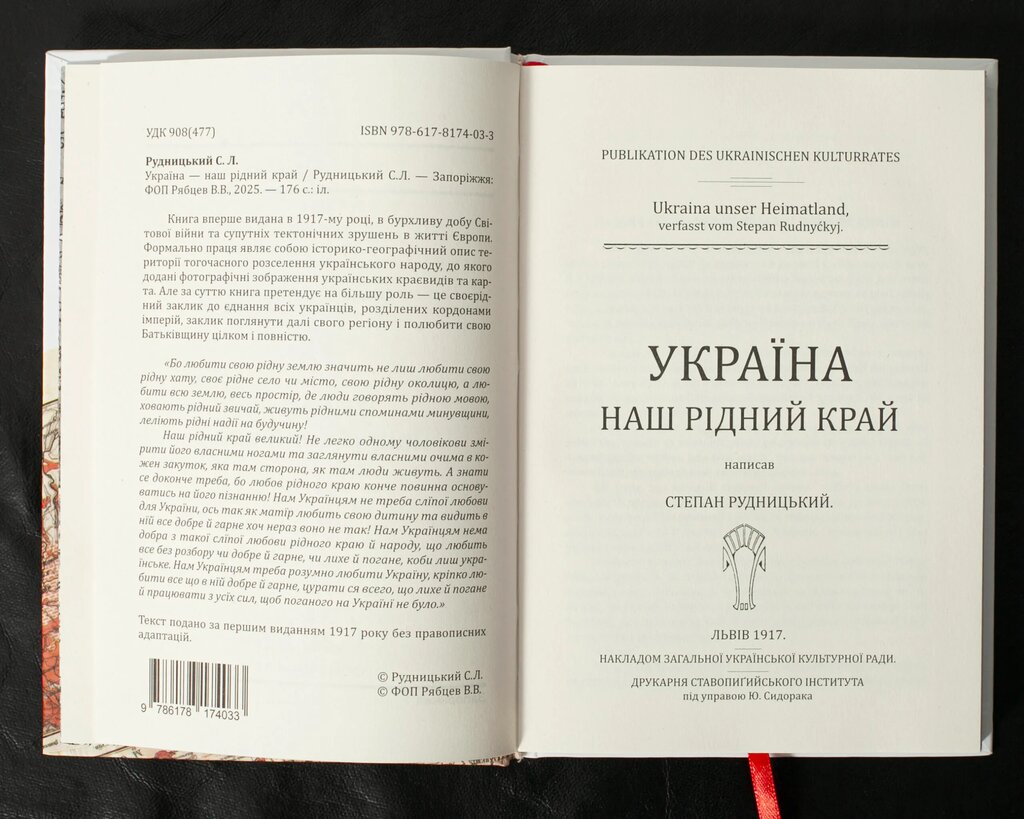 УДК 908(477)
ISBN 978-617-8174-03-3
Рудницький С. Л.
Україна — наш рідний край / Рудницький С.Л. — Запоріжжя:
ФОП Рябцев В.В., 2025. — 176 с.: іл.
Книга вперше видана в 1917-му році, в бурхливу добу Сві-
тової війни та супутніх тектонічних зрушень в житті Європи.
Формально праця являє собою історико-географічний опис те-
риторії тогочасного розселення українського народу, до якого
додані фотографічні зображення українських краєвидів та кар-
та. Але за суттю книга претендує на більшу роль — це своєрід-
ний заклик до єднання всіх українців, розділених кордонами
імперій, заклик поглянути далі свого регіону і полюбити свою
Батьківщину цілком і повністю.
«Бо любити свою рідну землю значить не лиш любити свою
рідну хату, своє рідне село чи місто, свою рідну околицю, а лю-
бити всю землю, весь простір, де люди говорять рідною мовою,
ховають рідний звичай, живуть рідними споминами минувщини,
леліють рідні надії на будучину!
Наш рідний край великий! Не легко одному чоловікови змі-
рити його власними ногами та заглянути власними очима в ко-
жен закуток, яка там сторона, як там люди живуть. А знати
се доконче треба, бо любов рідного краю конче повинна основу-
ватись на його пізнанню! Нам Українцям не треба сліпої любови
для України, ось так як матір любить свою дитину та видить в
ній все добре й гарне хоч нераз воно не так! Нам Українцям нема
добра з такої сліпої любови рідного краю й народу, що любить
все без розбору чи добре й гарне, чи лихе й погане, коби лиш укра-
їнське. Нам Українцям треба розумно любити Україну, кріпко лю-
бити все що в ній добре й гарне, цурати ся всего, що лихе й погане
й працювати з усіх сил, щоб поганого на Україні не було.»
Текст подано за першим виданням 1917 року без правописних
адаптацій.
9 786178 174033
© Рудницький С.Л.
© ФОП Рябцев В.В.
PUBLIKATION DES UKRAINISCHEN KULTURRATES
Ukraina unser Heimatland,
verfasst vom Stepan Rudnyćkyj.
УКРАЇНА
НАШ РІДНИЙ КРАЙ
написав
СТЕПАН РУДНИЦЬКИЙ.
ЛЬВІВ 1917.
НАКЛАДОМ ЗАГАЛЬНОЇ УКРАЇНСЬКОЇ КУЛЬТУРНОЇ РАДИ.
ДРУКАРНЯ СТАВОПІҐІЙСЬКОГО ІНСТИТУТА
під управою Ю. Сидорака